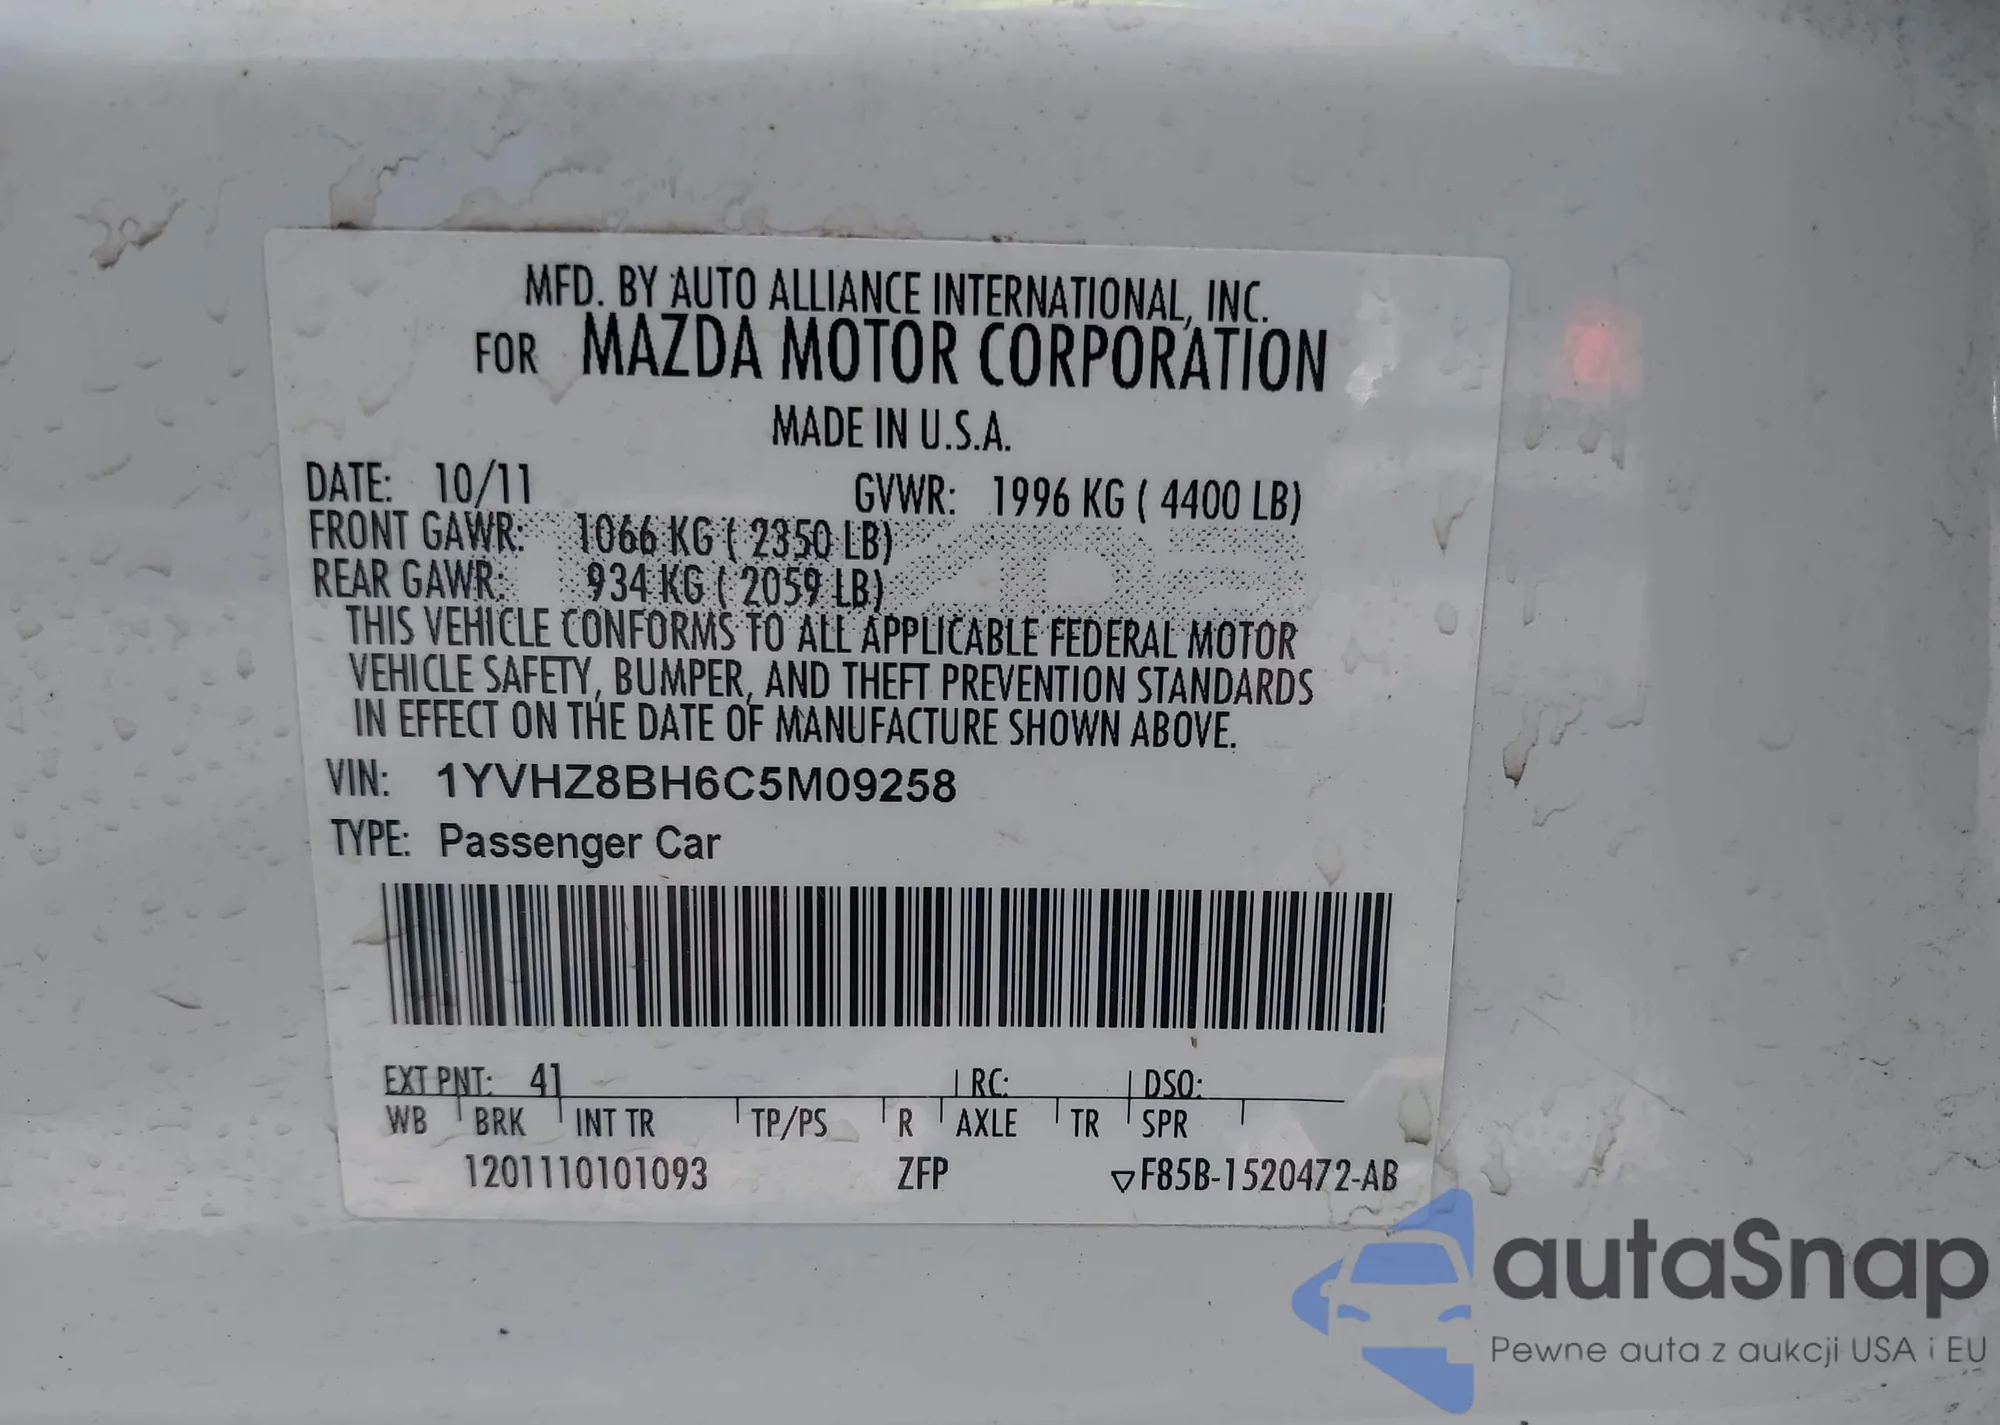 MFD. BY AUTO ALLIANCE INTERNATIONAL, INC.
FOR MAZDA MOTOR CORPORATION
MADE IN U.S.A.
DATE: 10/11 GVWR: 1996 KG ( 4400 LB)
FRONT GAWR: 1066 KG ( 2350 LB)
REAR GAWR: 934 KG ( 2059 LB)
THIS VEHICLE CONFORMS TO ALL APPLICABLE FEDERAL MOTOR
VEHICLE SAFETY, BUMPER, AND THEFT PREVENTION STANDARDS
IN EFFECT ON THE DATE OF MANUFACTURE SHOWN ABOVE.
VIN: 1YVHZ8BH6C5M09258
TYPE: Passenger Car
EXT PNT: 41 RC: DSO:
WB BRK INT TR TP/PS R AXLE TR SPR
1201110101093 ZFP ▽F85B-1520472-AB
autaSnap
Pewne auta z aukcji USA i EU